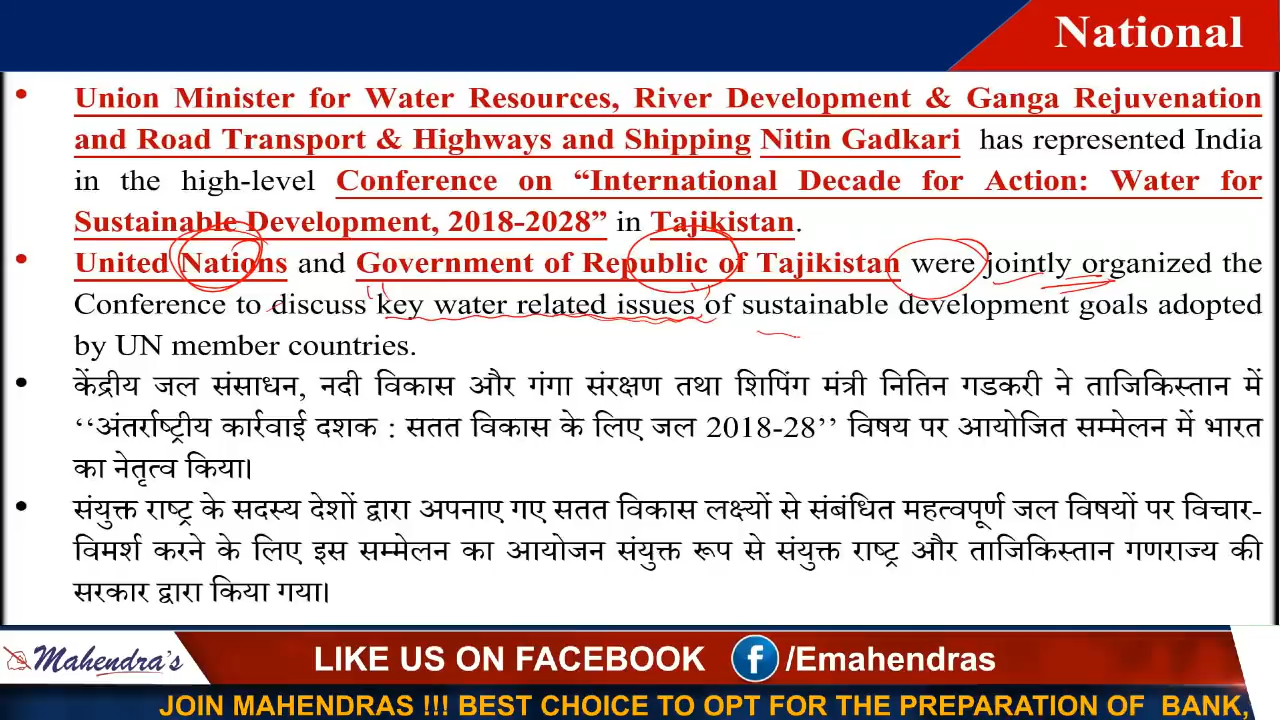 National
• Union Minister for Water Resources, River Development & Ganga Rejuvenation
and Road Transport & Highways and Shipping Nitin Gadkari has represented India
in the high-level Conference on “International Decade for Action: Water for
Sustainable Development, 2018-2028” in Tajikistan.
• United Nations and Government of Republic of Tajikistan were jointly organized the
Conference to discuss key water related issues of sustainable development goals adopted
by UN member countries.
• केंद्रीय जल संसाधन, नदी विकास और गंगा संरक्षण तथा शिपिंग मंत्री नितिन गडकरी ने ताजिकिस्तान में
‘‘अंतर्राष्ट्रीय कार्रवाई दशक : सतत विकास के लिए जल 2018-28’’ विषय पर आयोजित सम्मेलन में भारत
का नेतृत्व किया।
• संयुक्त राष्ट्र के सदस्य देशों द्वारा अपनाए गए सतत विकास लक्ष्यों से संबंधित महत्वपूर्ण जल विषयों पर विचार-
विमर्श करने के लिए इस सम्मेलन का आयोजन संयुक्त रूप से संयुक्त राष्ट्र और ताजिकिस्तान गणराज्य की
सरकार द्वारा किया गया।
Mahendra's
LIKE US ON FACEBOOK f /Emahendras
JOIN MAHENDRAS !!! BEST CHOICE TO OPT FOR THE PREPARATION OF BANK,